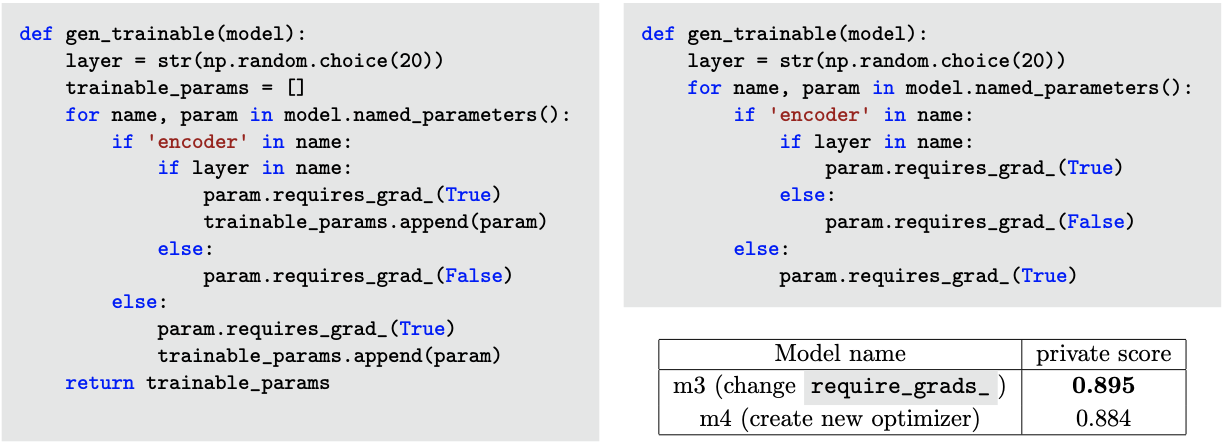 def gen_trainable(model):
    layer = str(np.random.choice(20))
    trainable_params = []
    for name, param in model.named_parameters():
        if 'encoder' in name:
            if layer in name:
                param.requires_grad_(True)
                trainable_params.append(param)
            else:
                param.requires_grad_(False)
        else:
            param.requires_grad_(True)
            trainable_params.append(param)
    return trainable_params
def gen_trainable(model):
    layer = str(np.random.choice(20))
    for name, param in model.named_parameters():
        if 'encoder' in name:
            if layer in name:
                param.requires_grad_(True)
            else:
                param.requires_grad_(False)
        else:
            param.requires_grad_(True)
Model name private score
m3 (change require_grads_ ) 0.895
m4 (create new optimizer) 0.884